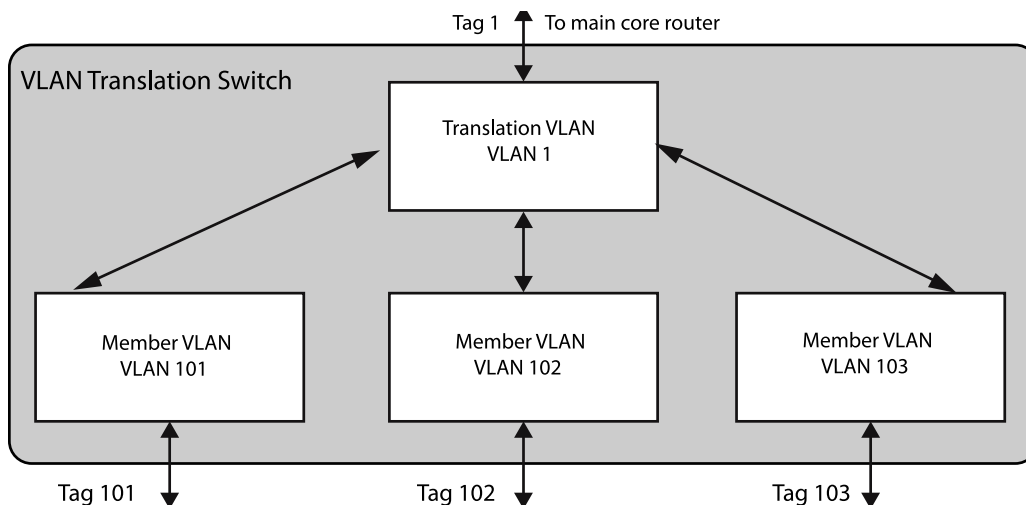 Tag 1
To main core router
VLAN Translation Switch
Translation VLAN
VLAN 1
Member VLAN
VLAN 101
Member VLAN
VLAN 102
Member VLAN
VLAN 103
Tag 101
Tag 102
Tag 103